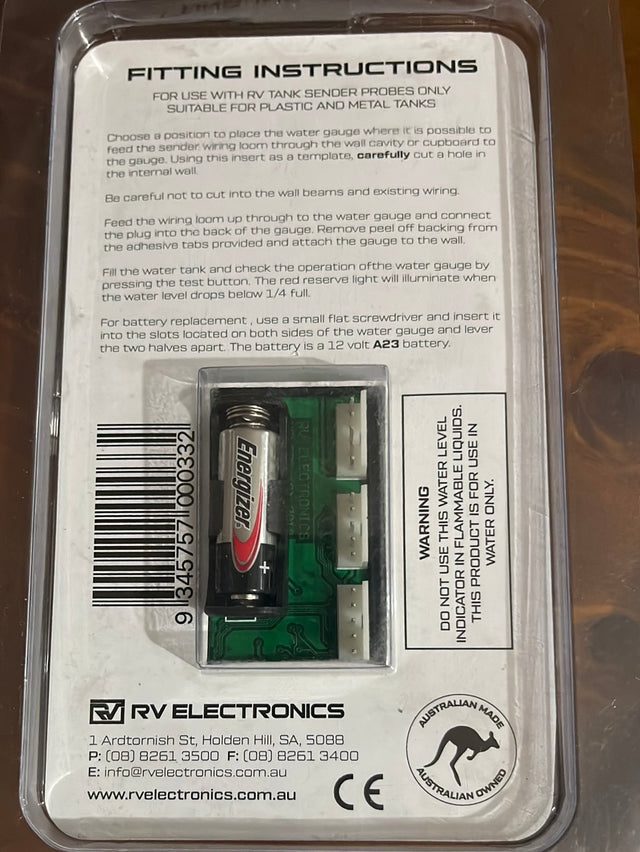 FITTING INSTRUCTIONS
FOR USE WITH RV TANK SENDER PROBES ONLY
SUITABLE FOR PLASTIC AND METAL TANKS
Choose a position to place the water gauge where it is possible to
feed the sender wiring loom through the wall cavity or cupboard to
the gauge. Using this insert as a template, carefully cut a hole in
the internal wall.
Be careful not to cut into the wall beams and existing wiring.
Feed the wiring loom up through to the water gauge and connect
the plug into the back of the gauge. Remove peel off backing from
the adhesive tabs provided and attach the gauge to the wall.
Fill the water tank and check the operation ofthe water gauge by
pressing the test button. The red reserve light will illuminate when
the water level drops below 1/4 full.
For battery replacement , use a small flat screwdriver and insert it
into the slots located on both sides of the water gauge and lever
the two halves apart. The battery is a 12 volt A23 battery.
9 345757 000332
Energizer
+
RV ELECTRONICS
WARNING
DO NOT USE THIS WATER LEVEL
INDICATOR IN FLAMMABLE LIQUIDS.
THIS PRODUCT IS FOR USE IN
WATER ONLY.
RV RV ELECTRONICS
1 Ardtornish St, Holden Hill, SA, 5088
P: (08) 8261 3500 F: (08) 8261 3400
E: info@rvelectronics.com.au
www.rvelectronics.com.au
CE
AUSTRALIAN MADE
AUSTRALIAN OWNED